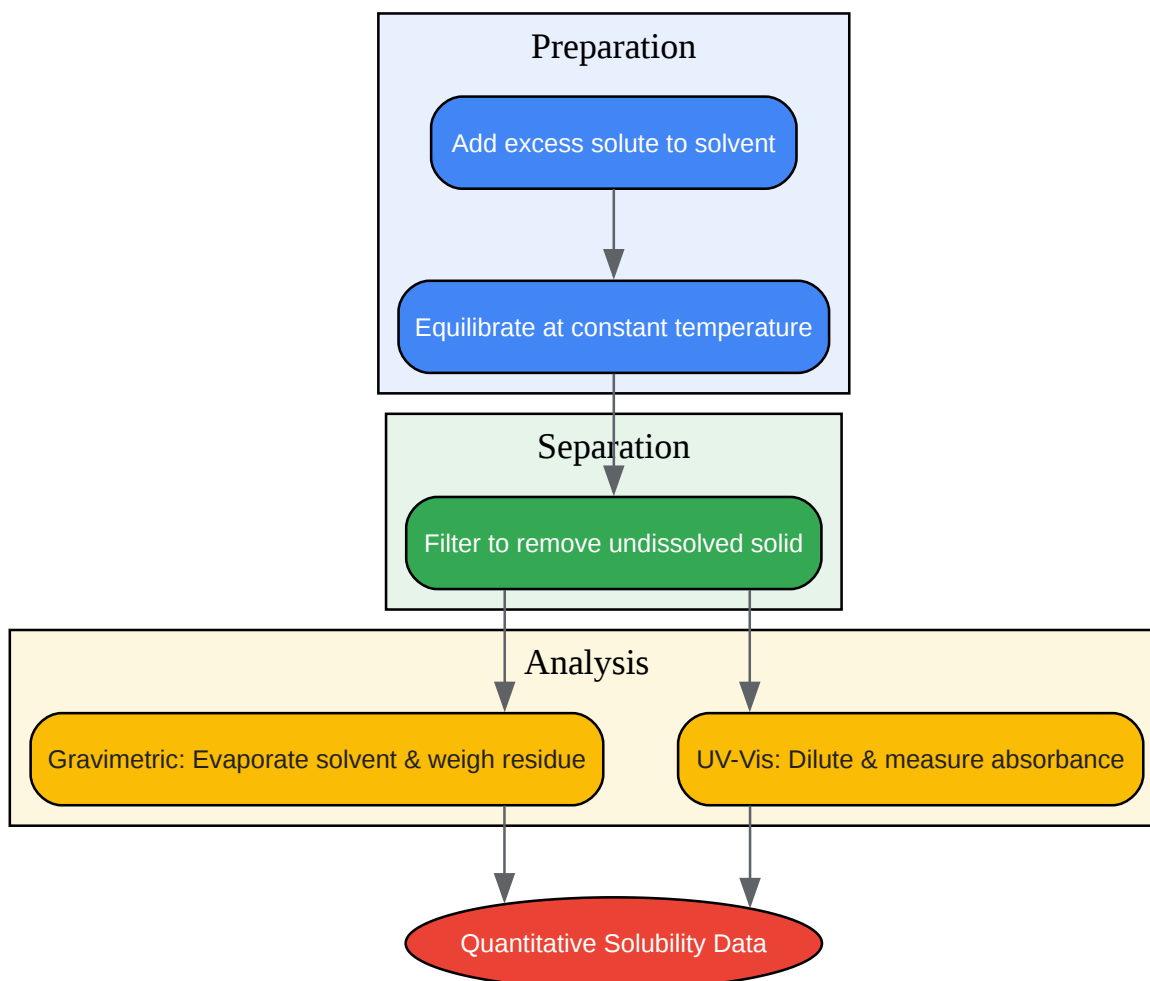 Preparation
Add excess solute to solvent
Equilibrate at constant temperature
Separation
Filter to remove undissolved solid
Analysis
Gravimetric: Evaporate solvent & weigh residue
UV-Vis: Dilute & measure absorbance
Quantitative Solubility Data